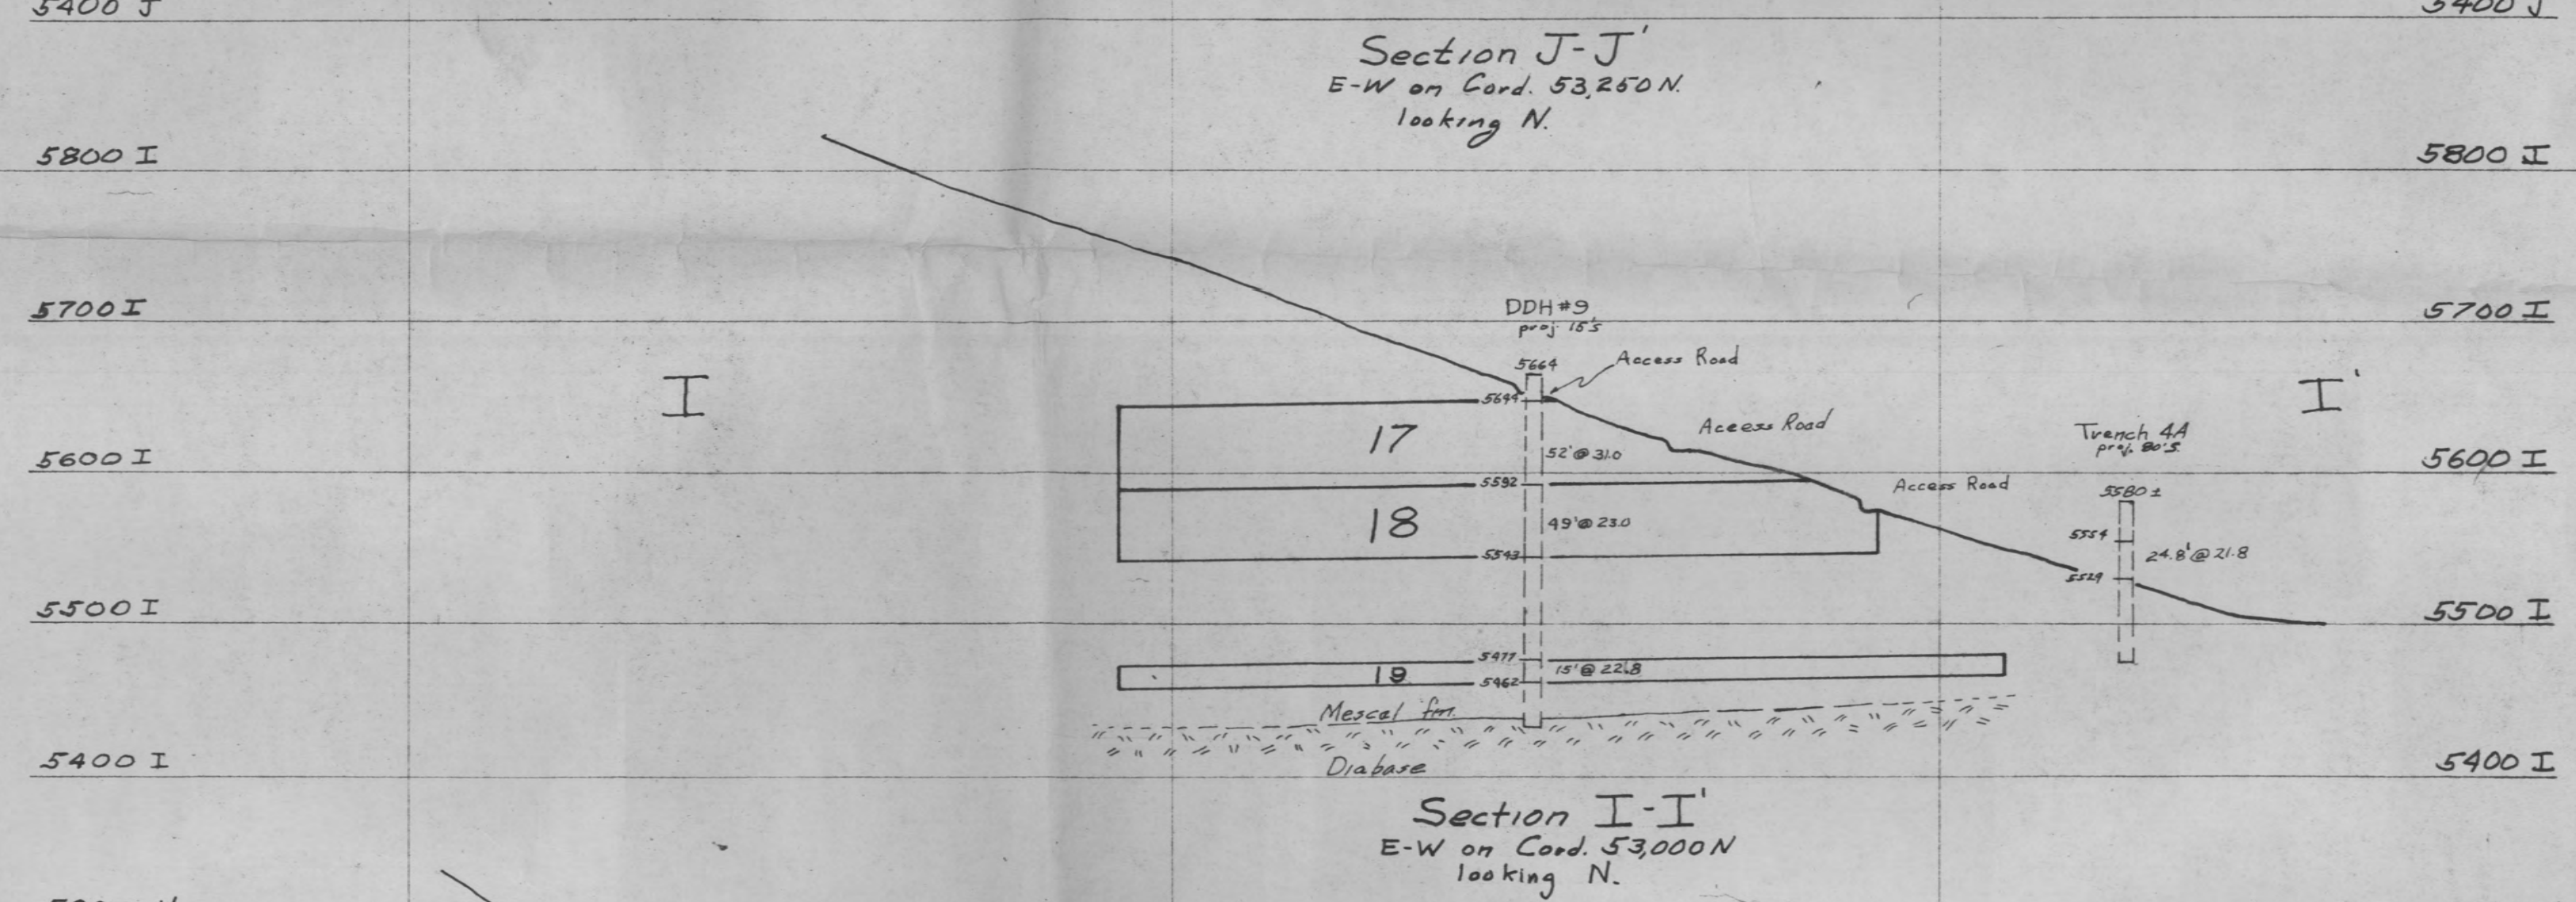 5400 J
5400 J
Section J-J'
E-W on Cord. 53,250 N.
looking N.
5800 I
5800 I
5700 I
5700 I
DDH #9
proj 15's
5664
Access Road
I
I'
5644
17
52' @ 31.0
Access Road
Trench 4A
proj. 80'S.
5600 I
5600 I
5592
Access Road
5580 ±
18
49' @ 23.0
5543
5554
24.8' @ 21.8
5529
5500 I
5500 I
5477
19
15' @ 22.8
5462
Mescal fm.
Diabase
5400 I
5400 I
Section I-I'
E-W on Cord. 53,000 N
looking N.